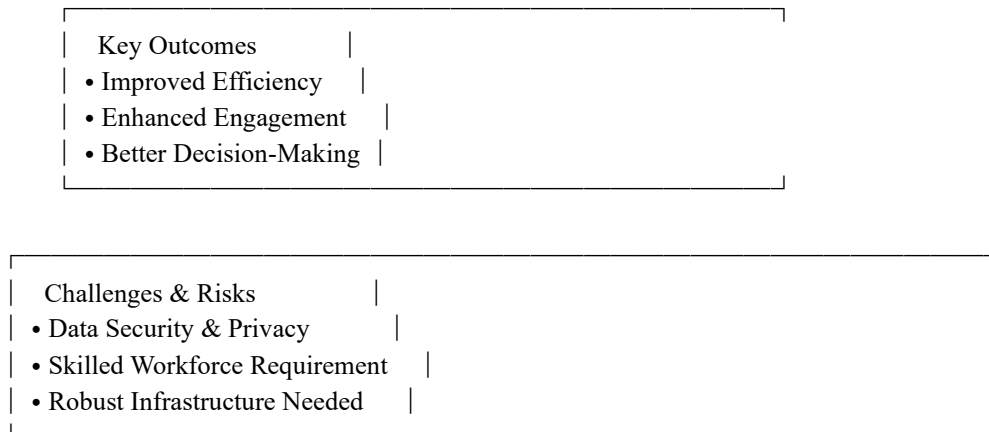 Key Outcomes
• Improved Efficiency
• Enhanced Engagement
• Better Decision-Making
Challenges & Risks
• Data Security & Privacy
• Skilled Workforce Requirement
• Robust Infrastructure Needed